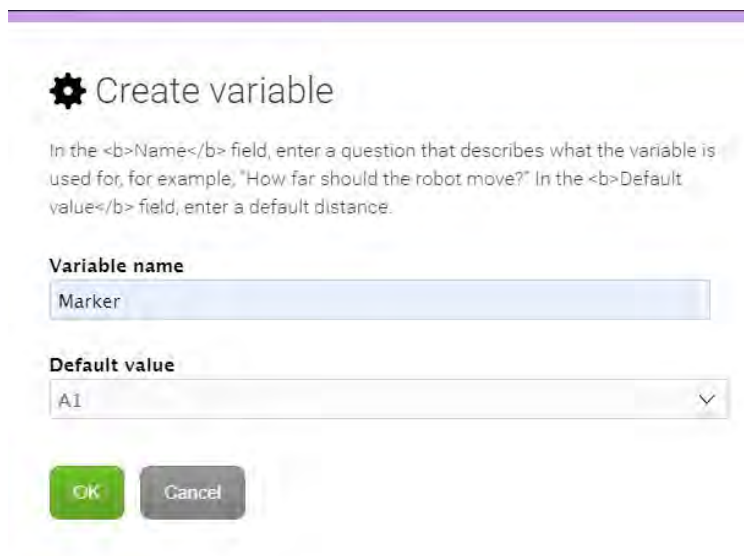 Create variable
In the <b>Name</b> field, enter a question that describes what the variable is
used for, for example, "How far should the robot move?" In the <b>Default
value</b> field, enter a default distance.
Variable name
Marker
Default value
A1
OK Cancel